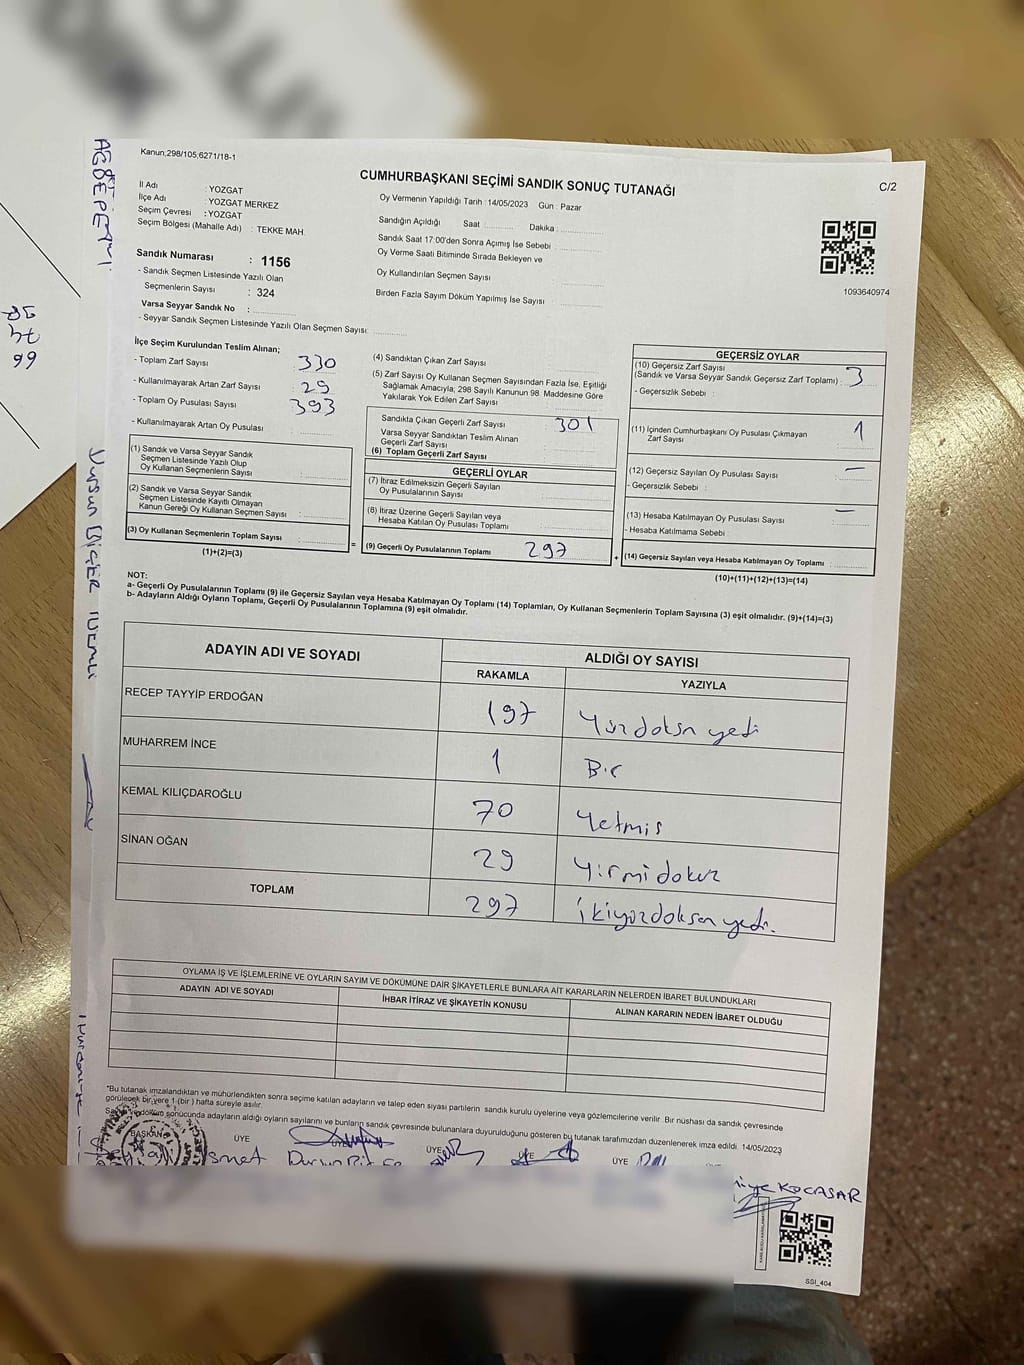 Kanun;298/105;6271/18-1
CUMHURBAŞKANI SEÇİMİ SANDIK SONUÇ TUTANAĞI
C/2
İl Adı : YOZGAT
İlçe Adı : YOZGAT MERKEZ
Seçim Çevresi : YOZGAT
Seçim Bölgesi (Mahalle Adı) : TEKKE MAH.
Sandık Numarası : 1156
- Sandık Seçmen Listesinde Yazılı Olan
Seçmenlerin Sayısı : 324
Varsa Seyyar Sandık No :
- Seyyar Sandık Seçmen Listesinde Yazılı Olan Seçmen Sayısı:
Oy Vermenin Yapıldığı Tarih : 14/05/2023 Gün : Pazar
Sandığın Açıldığı Saat : Dakika :
Sandık Saat 17:00'den Sonra Açımış İse Sebebi :
Oy Verme Saati Bitiminde Sırada Bekleyen ve
Oy Kullandırılan Seçmen Sayısı :
Birden Fazla Sayım Döküm Yapılmış İse Sayısı :
1093640974
İlçe Seçim Kurulundan Teslim Alınan;
- Toplam Zarf Sayısı : 330
- Kullanılmayarak Artan Zarf Sayısı : 29
- Toplam Oy Pusulası Sayısı : 393
- Kullanılmayarak Artan Oy Pusulası :
(1) Sandık ve Varsa Seyyar Sandık
Seçmen Listesinde Yazılı Olup
Oy Kullanan Seçmenlerin Sayısı :
(2) Sandık ve Varsa Seyyar Sandık
Seçmen Listesinde Kayıtlı Olmayan
Kanun Gereği Oy Kullanan Seçmen Sayısı :
(3) Oy Kullanan Seçmenlerin Toplam Sayısı :
(1)+(2)=(3)
(4) Sandıktan Çıkan Zarf Sayısı :
(5) Zarf Sayısı Oy Kullanan Seçmen Sayısından Fazla İse, Eşitliği
Sağlamak Amacıyla, 298 Sayılı Kanunun 98. Maddesine Göre
Yakılarak Yok Edilen Zarf Sayısı :
Sandıkta Çıkan Geçerli Zarf Sayısı : 301
Varsa Seyyar Sandıktan Teslim Alınan
Geçerli Zarf Sayısı :
(6) Toplam Geçerli Zarf Sayısı :
GEÇERLİ OYLAR
(7) İtiraz Edilmeksizin Geçerli Sayılan
Oy Pusulalarının Sayısı :
(8) İtiraz Üzerine Geçerli Sayılan veya
Hesaba Katılan Oy Pusulası Toplamı :
= (9) Geçerli Oy Pusulalarının Toplamı : 297
GEÇERSİZ OYLAR
(10) Geçersiz Zarf Sayısı
(Sandık ve Varsa Seyyar Sandık Geçersiz Zarf Toplamı) : 3
- Geçersizlik Sebebi :
(11) İçinden Cumhurbaşkanı Oy Pusulası Çıkmayan
Zarf Sayısı : 1
(12) Geçersiz Sayılan Oy Pusulası Sayısı : —
- Geçersizlik Sebebi :
(13) Hesaba Katılmayan Oy Pusulası Sayısı : —
- Hesaba Katılmama Sebebi :
+ (14) Geçersiz Sayılan veya Hesaba Katılmayan Oy Toplamı :
(10)+(11)+(12)+(13)=(14)
NOT:
a- Geçerli Oy Pusulalarının Toplamı (9) ile Geçersiz Sayılan veya Hesaba Katılmayan Oy Toplamı (14) Toplamları, Oy Kullanan Seçmenlerin Toplam Sayısına (3) eşit olmalıdır. (9)+(14)=(3)
b- Adayların Aldığı Oyların Toplamı, Geçerli Oy Pusulalarının Toplamına (9) eşit olmalıdır.
ADAYIN ADI VE SOYADI
ALDIĞI OY SAYISI
RAKAMLA YAZIYLA
RECEP TAYYİP ERDOĞAN 197 Yüzdoksn yedi
MUHARREM İNCE 1 Bir
KEMAL KILIÇDAROĞLU 70 Yetmiş
SİNAN OĞAN 29 Yirmi dokuz
TOPLAM 297 İkiyüzdoksan yedi.
OYLAMA İŞ VE İŞLEMLERİNE VE OYLARIN SAYIM VE DÖKÜMÜNE DAİR ŞİKAYETLERLE BUNLARA AİT KARARLARIN NELERDEN İBARET BULUNDUKLARI
ADAYIN ADI VE SOYADI İHBAR İTİRAZ VE ŞİKAYETİN KONUSU ALINAN KARARIN NEDEN İBARET OLDUĞU
*Bu tutanak imzalandıktan ve mühürlendikten sonra seçime katılan adayların ve talep eden siyasi partilerin sandık kurulu üyelerine veya gözlemcilerine verilir. Bir nüshası da sandık çevresinde
görülecek bir yere 1 (bir) hafta süreyle asılır.
sonucunda adayların aldığı oyların sayılarını ve bunların sandık çevresinde bulunanlara duyurulduğunu gösteren bu tutanak tarafımızdan düzenlenerek imza edildi. 14/05/2023
BAŞKAN ÜYE ÜYE ÜYE ÜYE ÜYE
KOCASAR
SSI_404